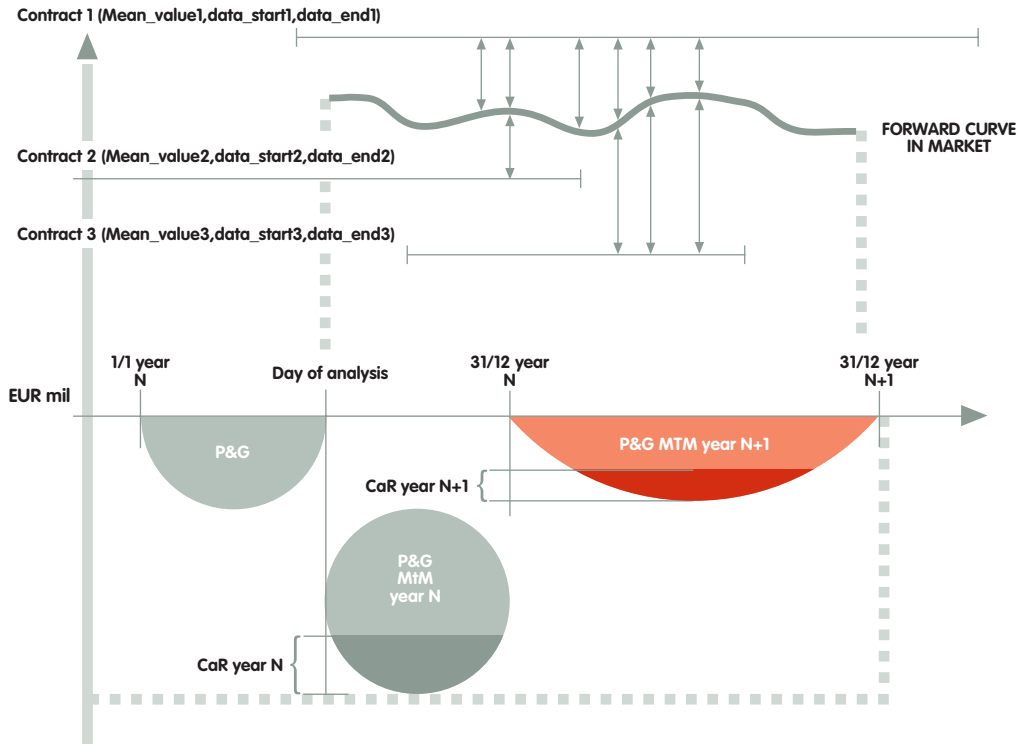 Contract 1 (Mean_value1,data_start1,data_end1)
FORWARD CURVE
IN MARKET
Contract 2 (Mean_value2,data_start2,data_end2)
Contract 3 (Mean_value3,data_start3,data_end3)
1/1 year
N
Day of analysis
31/12 year
N
31/12 year
N+1
EUR mil
P&G
P&G MTM year N+1
CaR year N+1
P&G
MtM
year N
CaR year N